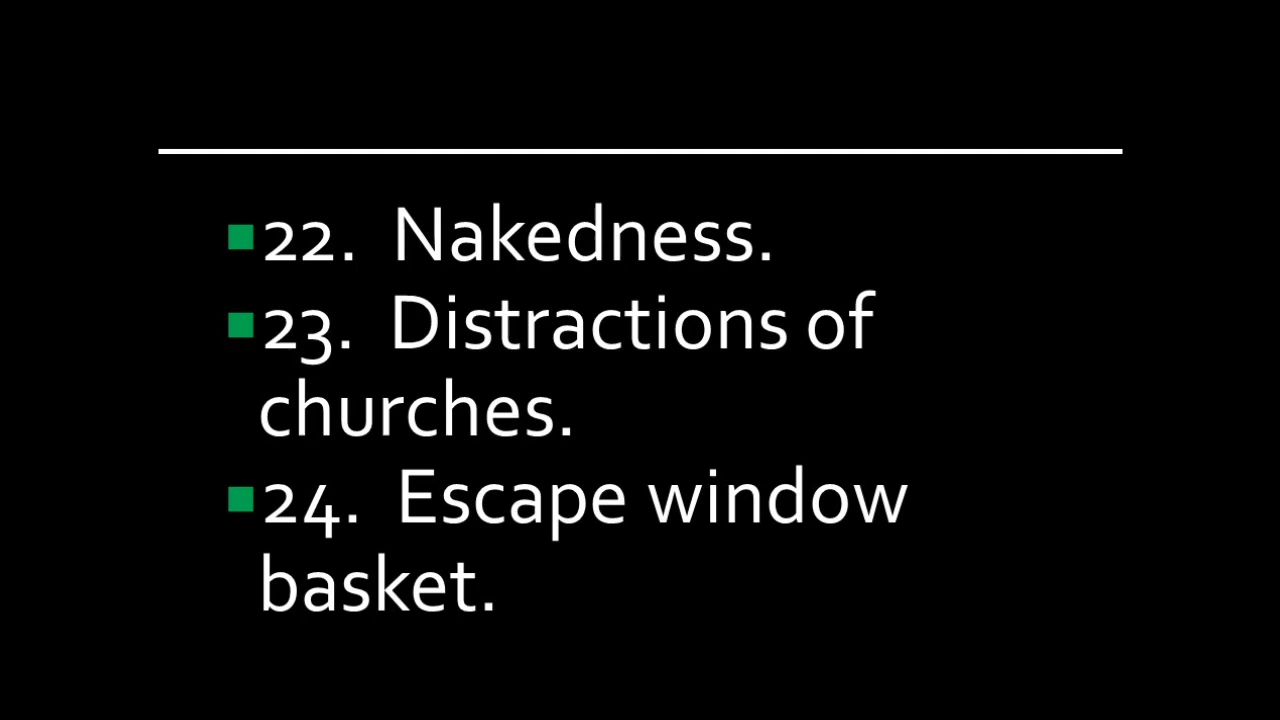 22. Nakedness.
23. Distractions of
churches.
24. Escape window
basket.